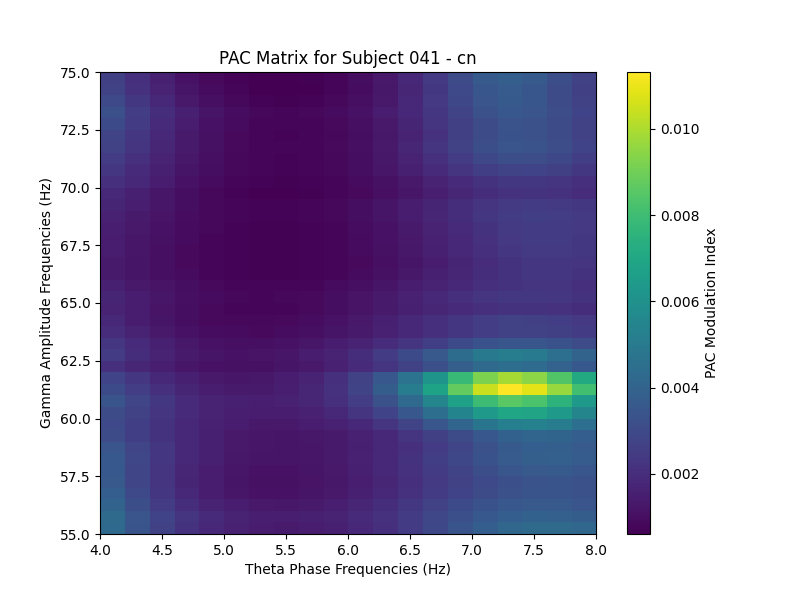 PAC Matrix for Subject 041 - cn
75.0
72.5
70.0
67.5
65.0
62.5
60.0
57.5
55.0
Gamma Amplitude Frequencies (Hz)
4.0 4.5 5.0 5.5 6.0 6.5 7.0 7.5 8.0
Theta Phase Frequencies (Hz)
0.010
0.008
0.006
0.004
0.002
PAC Modulation Index